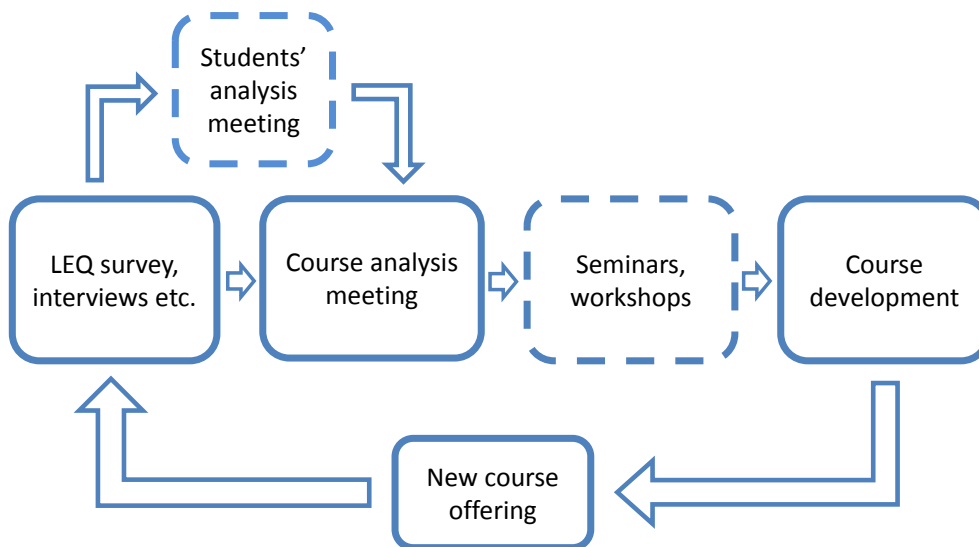 Students’
analysis
meeting
LEQ survey,
interviews etc.
Course analysis
meeting
Seminars,
workshops
Course
development
New course
offering